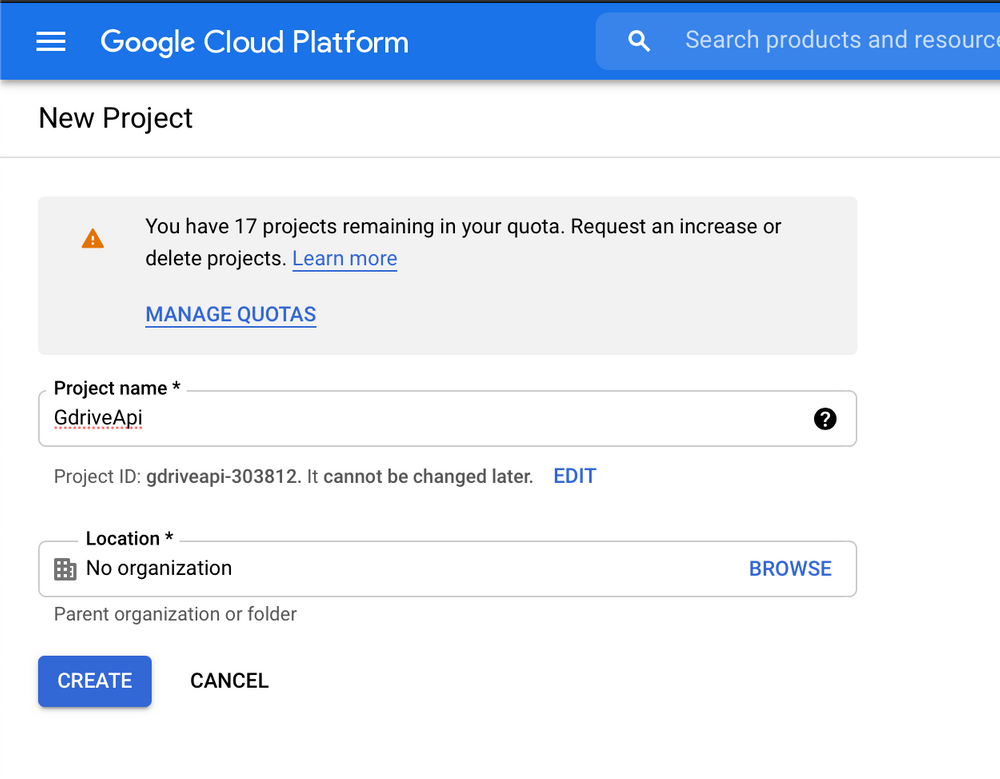 Google Cloud Platform
Search products and resource
New Project
You have 17 projects remaining in your quota. Request an increase or
delete projects. Learn more
MANAGE QUOTAS
Project name *
GdriveApi
Project ID: gdriveapi-303812. It cannot be changed later. EDIT
Location *
No organization BROWSE
Parent organization or folder
CREATE CANCEL